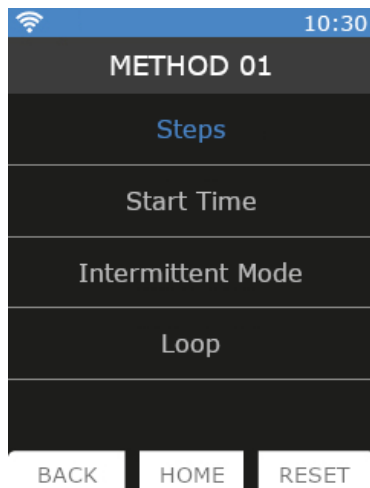 10:30
METHOD 01
Steps
Start Time
Intermittent Mode
Loop
BACK HOME RESET